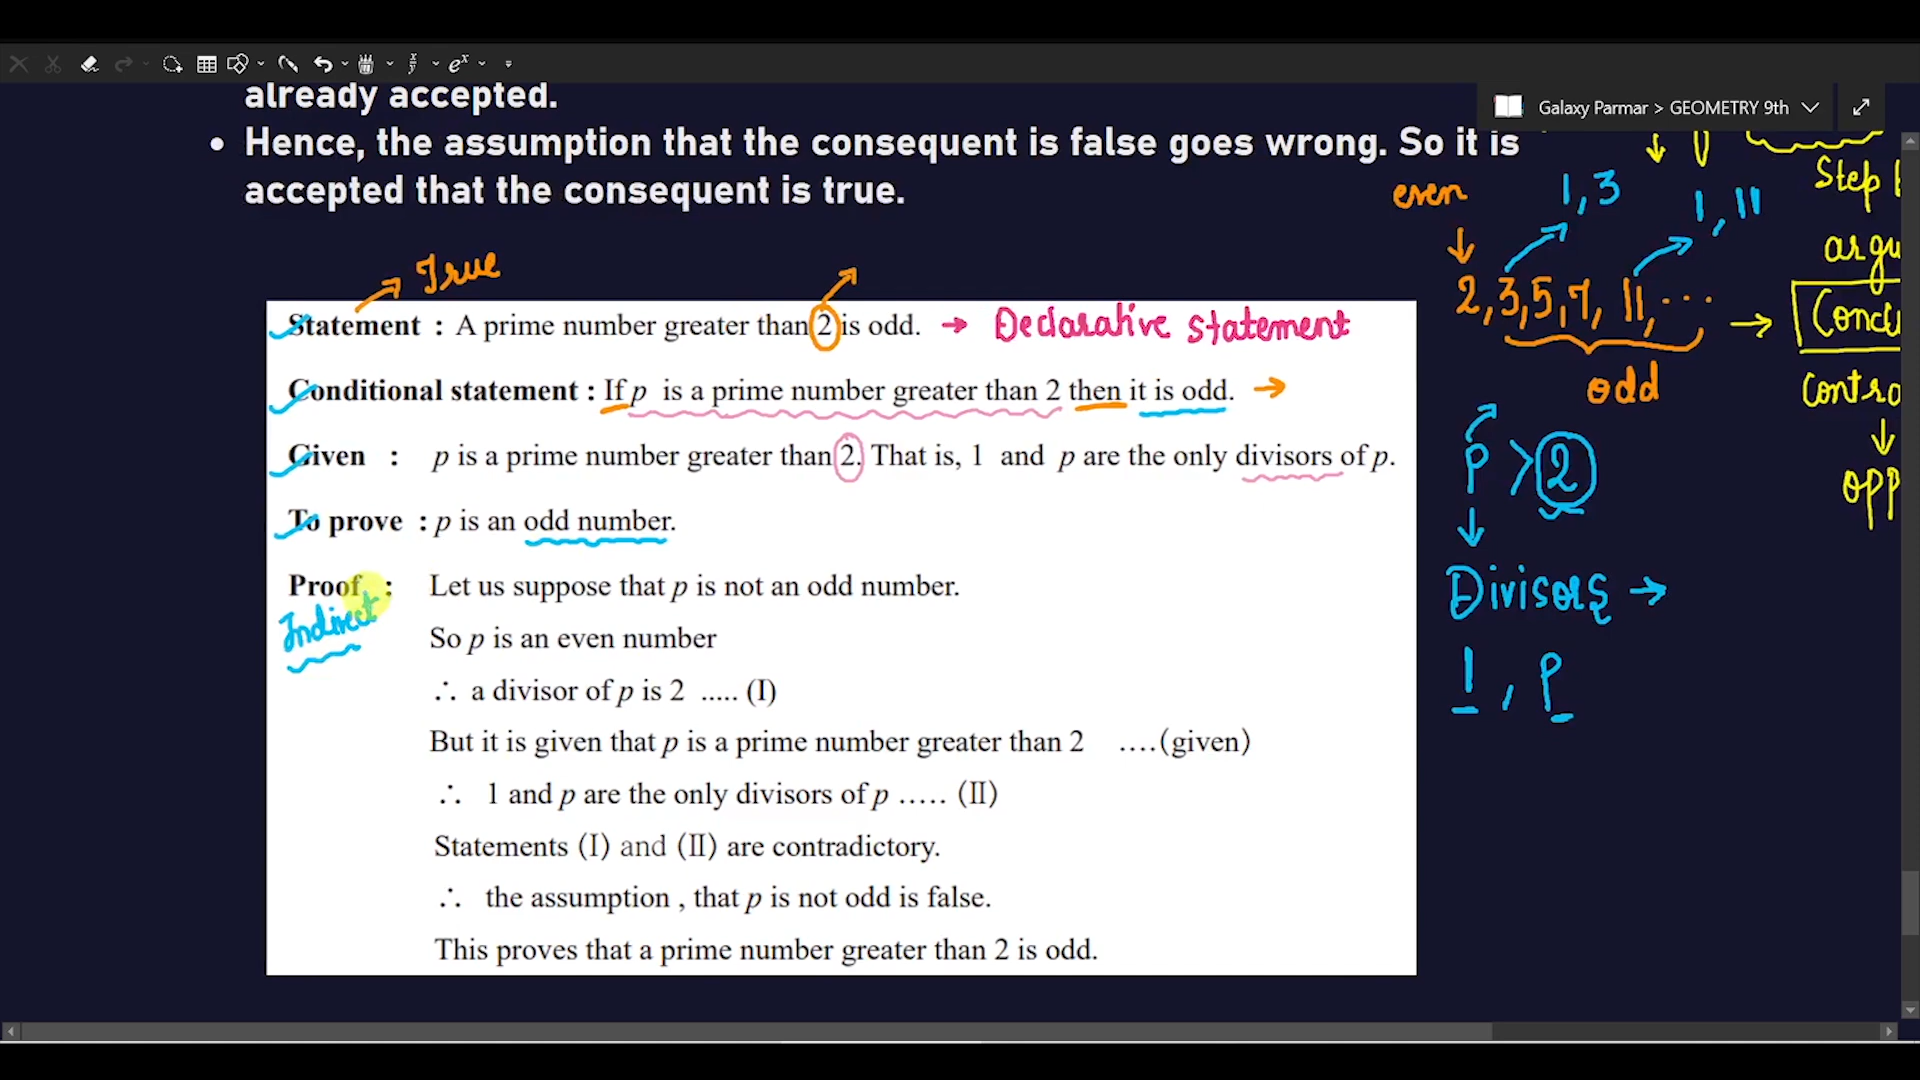 already accepted.
Galaxy Parmar > GEOMETRY 9th
• Hence, the assumption that the consequent is false goes wrong. So it is
accepted that the consequent is true.
even
1, 3
1, 11
Step
True
2, 3, 5, 7, 11, ...
odd
Statement : A prime number greater than 2 is odd. → Declarative statement
Conditional statement : If p is a prime number greater than 2 then it is odd. →
Given : p is a prime number greater than 2. That is, 1 and p are the only divisors of p.
p > 2
To prove : p is an odd number.
Proof : Let us suppose that p is not an odd number.
Indirect
Divisors →
So p is an even number
1, p
∴ a divisor of p is 2 ..... (I)
But it is given that p is a prime number greater than 2 ....(given)
∴ 1 and p are the only divisors of p ..... (II)
Statements (I) and (II) are contradictory.
∴ the assumption , that p is not odd is false.
This proves that a prime number greater than 2 is odd.